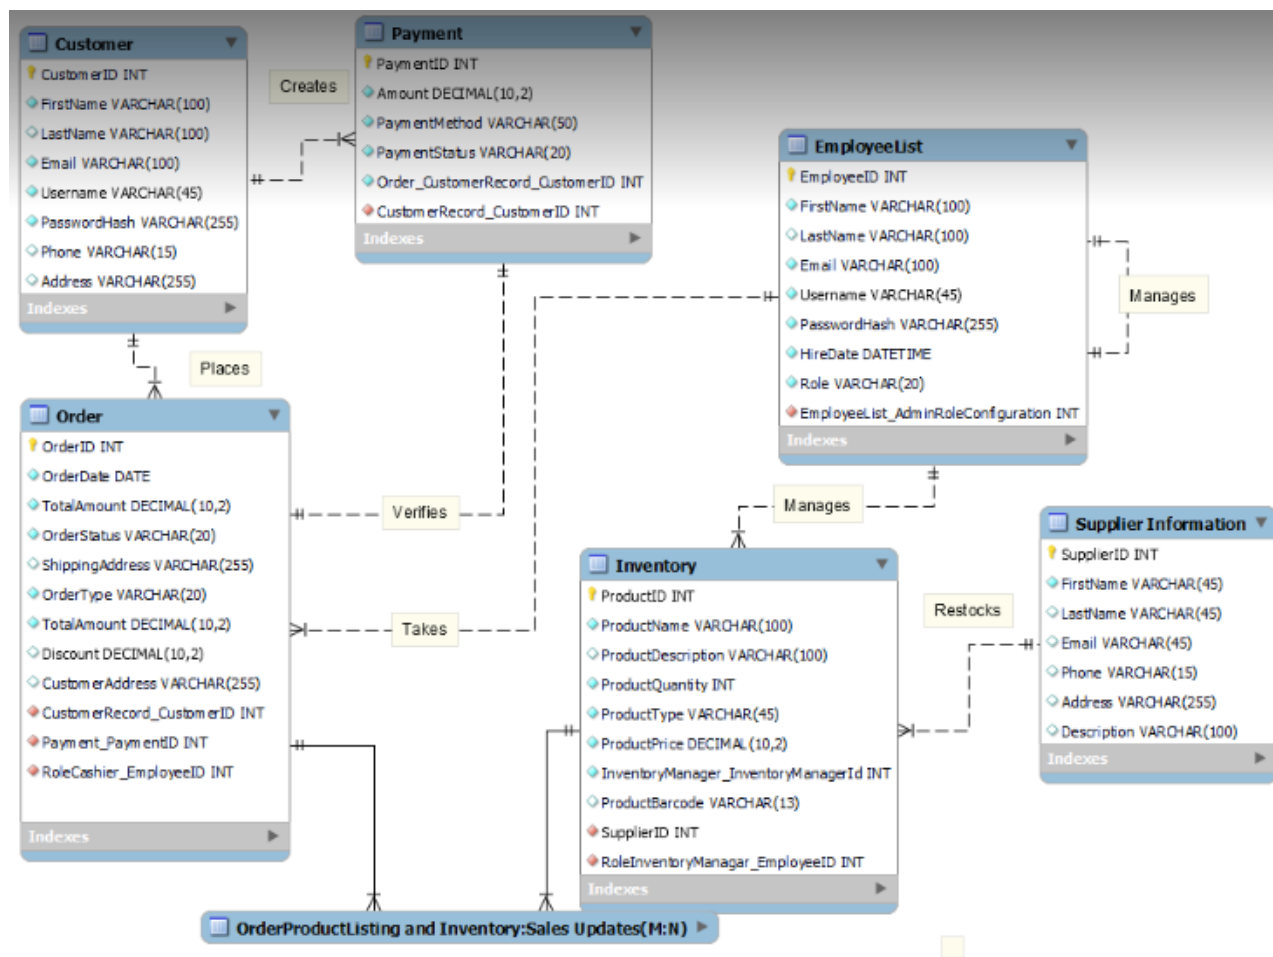 Customer
CustomerID INT
FirstName VARCHAR(100)
LastName VARCHAR(100)
Email VARCHAR(100)
Username VARCHAR(45)
PasswordHash VARCHAR(255)
Phone VARCHAR(15)
Address VARCHAR(255)
Indexes
Creates
Payment
PaymentID INT
Amount DECIMAL(10,2)
PaymentMethod VARCHAR(50)
PaymentStatus VARCHAR(20)
Order_CustomerRecord_CustomerID INT
CustomerRecord_CustomerID INT
Indexes
EmployeeList
EmployeeID INT
FirstName VARCHAR(100)
LastName VARCHAR(100)
Email VARCHAR(100)
Username VARCHAR(45)
PasswordHash VARCHAR(255)
HireDate DATETIME
Role VARCHAR(20)
EmployeeList_AdminRoleConfiguration INT
Indexes
Manages
Places
Order
OrderID INT
OrderDate DATE
TotalAmount DECIMAL(10,2)
OrderStatus VARCHAR(20)
ShippingAddress VARCHAR(255)
OrderType VARCHAR(20)
TotalAmount DECIMAL(10,2)
Discount DECIMAL(10,2)
CustomerAddress VARCHAR(255)
CustomerRecord_CustomerID INT
Payment_PaymentID INT
RoleCashier_EmployeeID INT
Indexes
Verifies
Takes
Manages
Inventory
ProductID INT
ProductName VARCHAR(100)
ProductDescription VARCHAR(100)
ProductQuantity INT
ProductType VARCHAR(45)
ProductPrice DECIMAL(10,2)
InventoryManager_InventoryManagerId INT
ProductBarcode VARCHAR(13)
SupplierID INT
RoleInventoryManagar_EmployeeID INT
Indexes
Restocks
Supplier Information
SupplierID INT
FirstName VARCHAR(45)
LastName VARCHAR(45)
Email VARCHAR(45)
Phone VARCHAR(15)
Address VARCHAR(255)
Description VARCHAR(100)
Indexes
OrderProductListing and Inventory:Sales Updates(M:N)